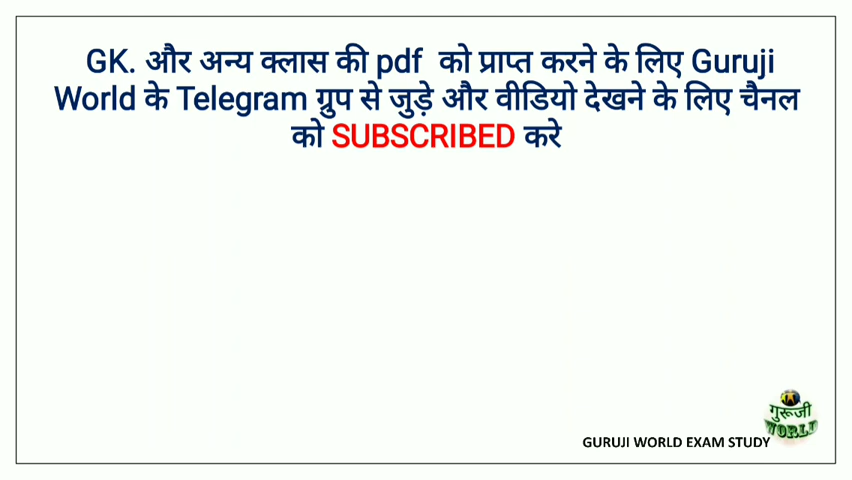 GK. और अन्य क्लास की pdf को प्राप्त करने के लिए Guruji
World के Telegram ग्रुप से जुड़े और वीडियो देखने के लिए चैनल
को SUBSCRIBED करे
गुरूजी
WORLD
GURUJI WORLD EXAM STUDY